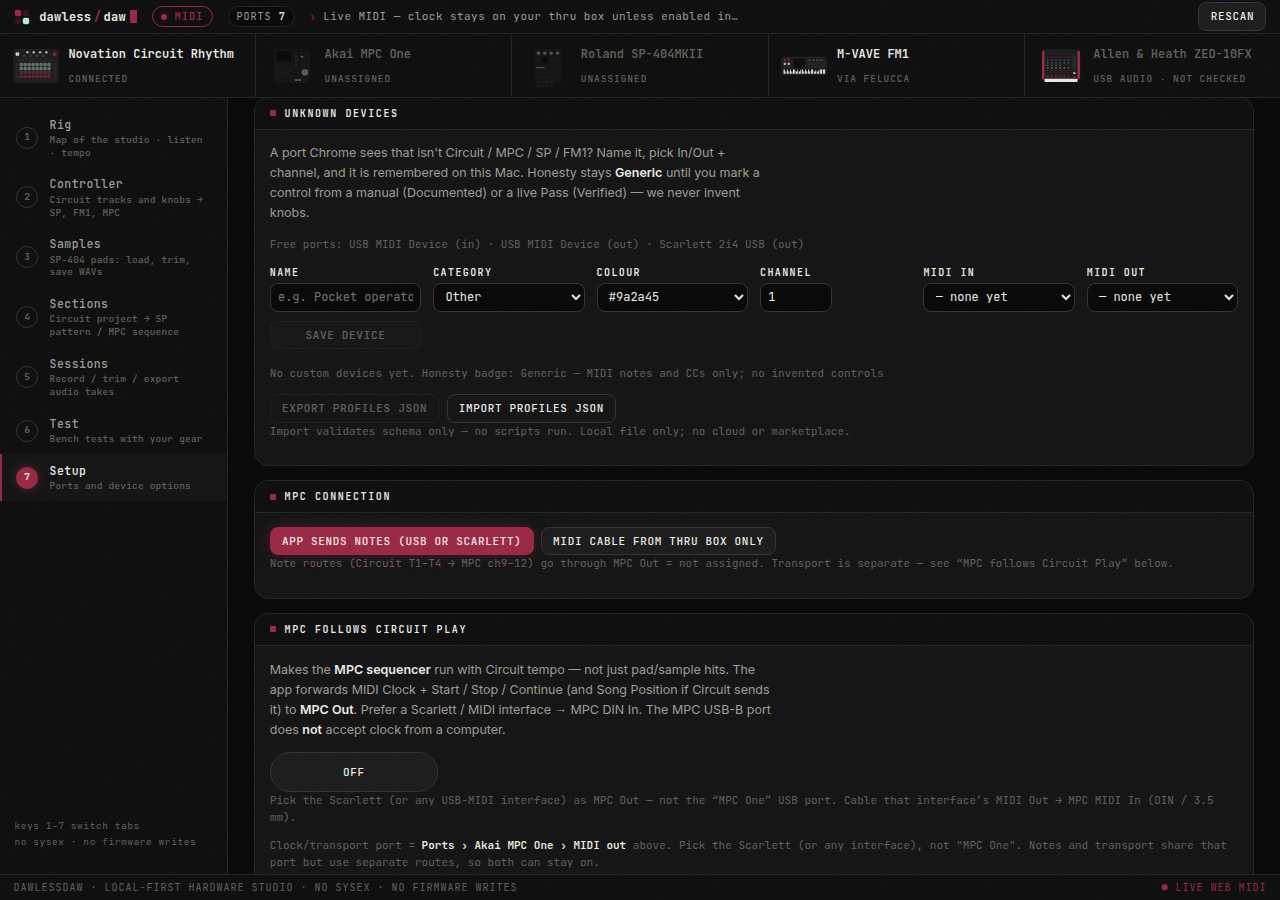 dawless/daw
MIDI
PORTS 7
› Live MIDI — clock stays on your thru box unless enabled in…
RESCAN
Novation Circuit Rhythm
CONNECTED
Akai MPC One
UNASSIGNED
Roland SP-404MKII
UNASSIGNED
M-VAVE FM1
VIA FELUCCA
Allen & Heath ZED-10FX
USB AUDIO · NOT CHECKED
1
Rig
Map of the studio · listen
· tempo
2
Controller
Circuit tracks and knobs →
SP, FM1, MPC
3
Samples
SP-404 pads: load, trim,
save WAVs
4
Sections
Circuit project → SP
pattern / MPC sequence
5
Sessions
Record / trim / export
audio takes
6
Test
Bench tests with your gear
7
Setup
Ports and device options
keys 1–7 switch tabs
no sysex · no firmware writes
UNKNOWN DEVICES
A port Chrome sees that isn't Circuit / MPC / SP / FM1? Name it, pick In/Out +
channel, and it is remembered on this Mac. Honesty stays Generic until you mark a
control from a manual (Documented) or a live Pass (Verified) — we never invent
knobs.
Free ports: USB MIDI Device (in) · USB MIDI Device (out) · Scarlett 2i4 USB (out)
NAME CATEGORY COLOUR CHANNEL MIDI IN MIDI OUT
e.g. Pocket operato Other #9a2a45 1 — none yet — none yet
SAVE DEVICE
No custom devices yet. Honesty badge: Generic — MIDI notes and CCs only; no invented controls
EXPORT PROFILES JSON IMPORT PROFILES JSON
Import validates schema only — no scripts run. Local file only; no cloud or marketplace.
MPC CONNECTION
APP SENDS NOTES (USB OR SCARLETT) MIDI CABLE FROM THRU BOX ONLY
Note routes (Circuit T1–T4 → MPC ch9–12) go through MPC Out = not assigned. Transport is separate — see “MPC follows Circuit Play” below.
MPC FOLLOWS CIRCUIT PLAY
Makes the MPC sequencer run with Circuit tempo — not just pad/sample hits. The
app forwards MIDI Clock + Start / Stop / Continue (and Song Position if Circuit sends
it) to MPC Out. Prefer a Scarlett / MIDI interface → MPC DIN In. The MPC USB-B port
does not accept clock from a computer.
OFF
Pick the Scarlett (or any USB-MIDI interface) as MPC Out — not the “MPC One” USB port. Cable that interface’s MIDI Out → MPC MIDI In (DIN / 3.5
mm).
Clock/transport port = Ports › Akai MPC One › MIDI out above. Pick the Scarlett (or any interface), not "MPC One". Notes and transport share that
port but use separate routes, so both can stay on.
DAWLESSDAW · LOCAL-FIRST HARDWARE STUDIO · NO SYSEX · NO FIRMWARE WRITES
LIVE WEB MIDI